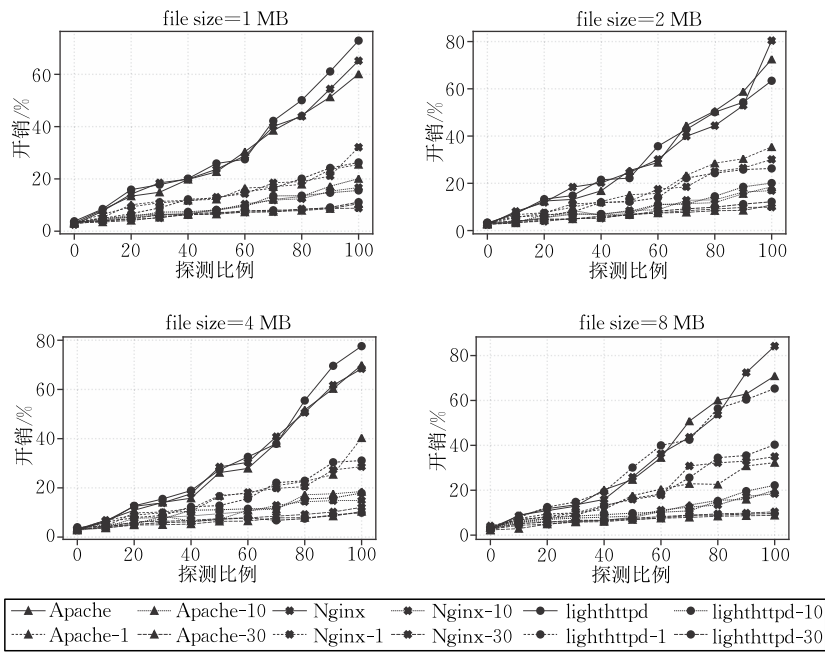 file size=1 MB
file size=2 MB
开销/%
60
40
20
0
0 20 40 60 80 100
探测比例
开销/%
80
60
40
20
0
0 20 40 60 80 100
探测比例
file size=4 MB
file size=8 MB
开销/%
80
60
40
20
0
0 20 40 60 80 100
探测比例
开销/%
80
60
40
20
0
0 20 40 60 80 100
探测比例
Apache Apache-10 Nginx Nginx-10 lighthttpd lighthttpd-10
Apache-1 Apache-30 Nginx-1 Nginx-30 lighthttpd-1 lighthttpd-30